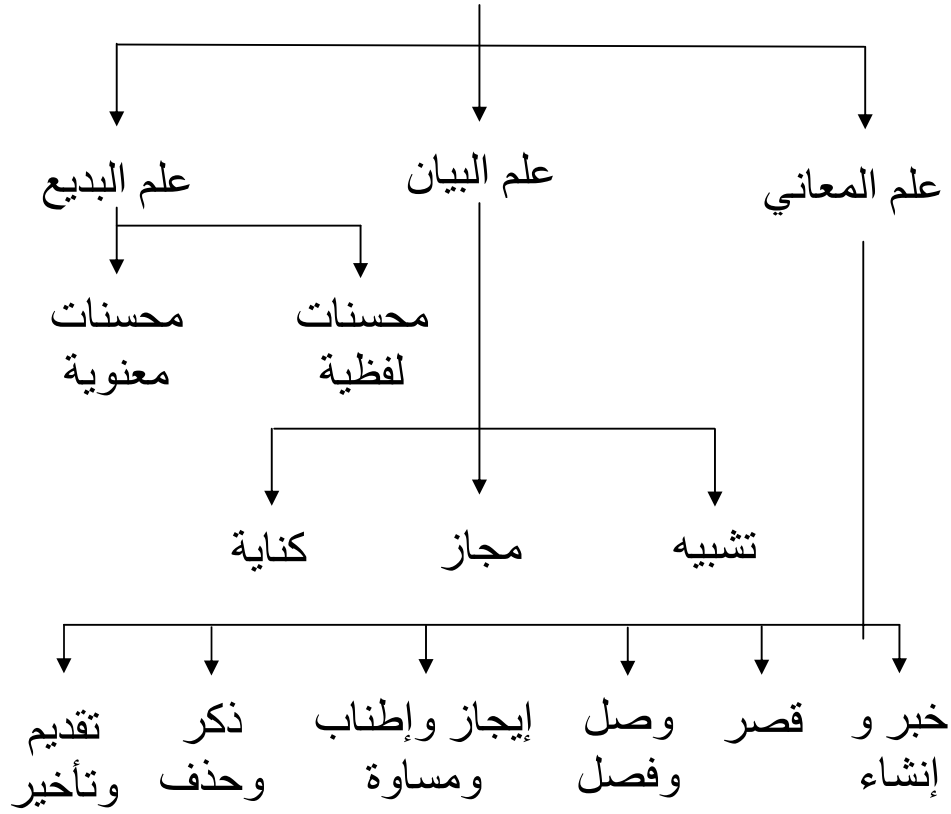 علم المعاني
علم البيان
علم البديع
محسنات
لفظية
محسنات
معنوية
تشبيه
مجاز
كناية
خبر و
إنشاء
قصر
وصل
وفصل
إيجاز وإطناب
ومساوة
ذكر
وحذف
تقديم
وتأخير